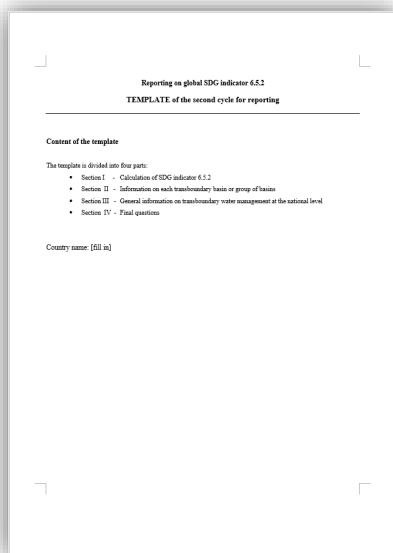 Reporting on global SDG indicator 6.5.2
TEMPLATE of the second cycle for reporting
Content of the template
The template is divided into four parts:
• Section I - Calculation of SDG indicator 6.5.2
• Section II - Information on each transboundary basin or group of basins
• Section III - General information on transboundary water management at the national level
• Section IV - Final questions
Country name: [fill in]